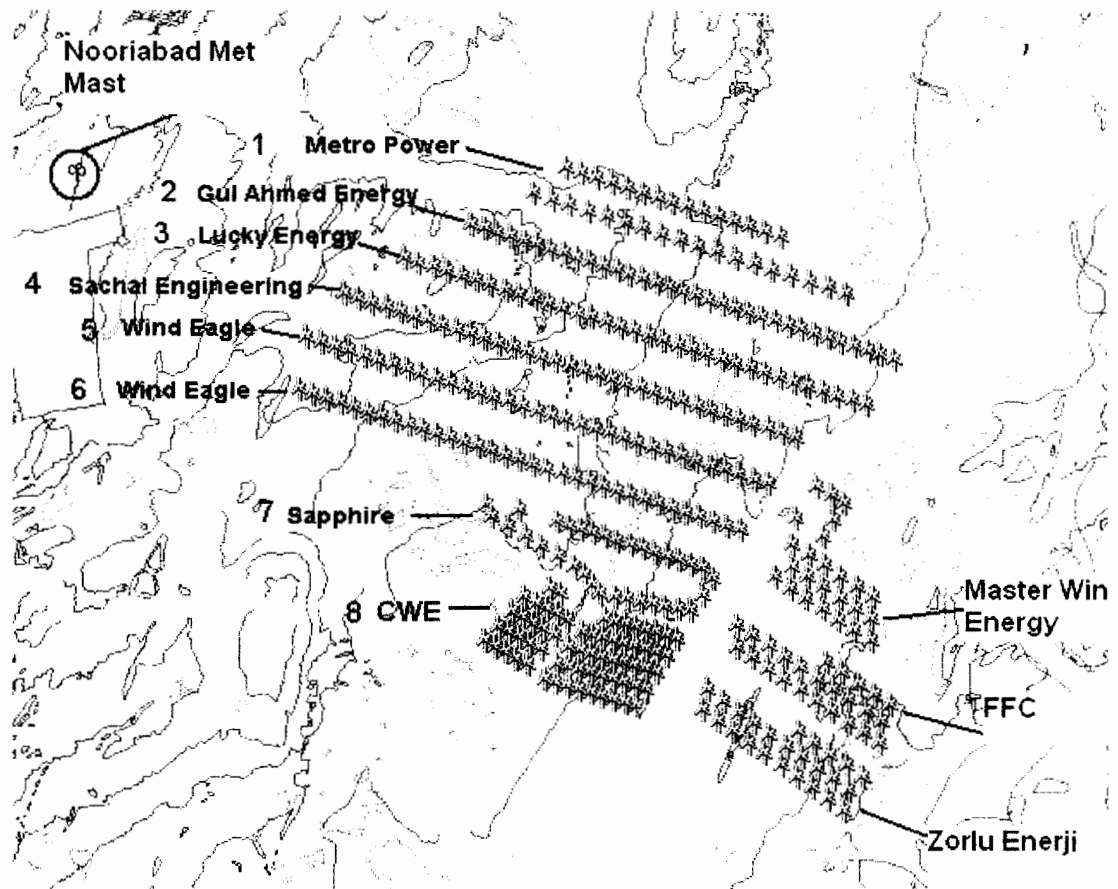 Nooriabad Met
Mast
1 Metro Power
2 Gul Ahmed Energy
3 Lucky Energy
4 Sachal Engineering
5 Wind Eagle
6 Wind Eagle
7 Sapphire
8 CWE
Master Win
Energy
FFC
Zorlu Enerji